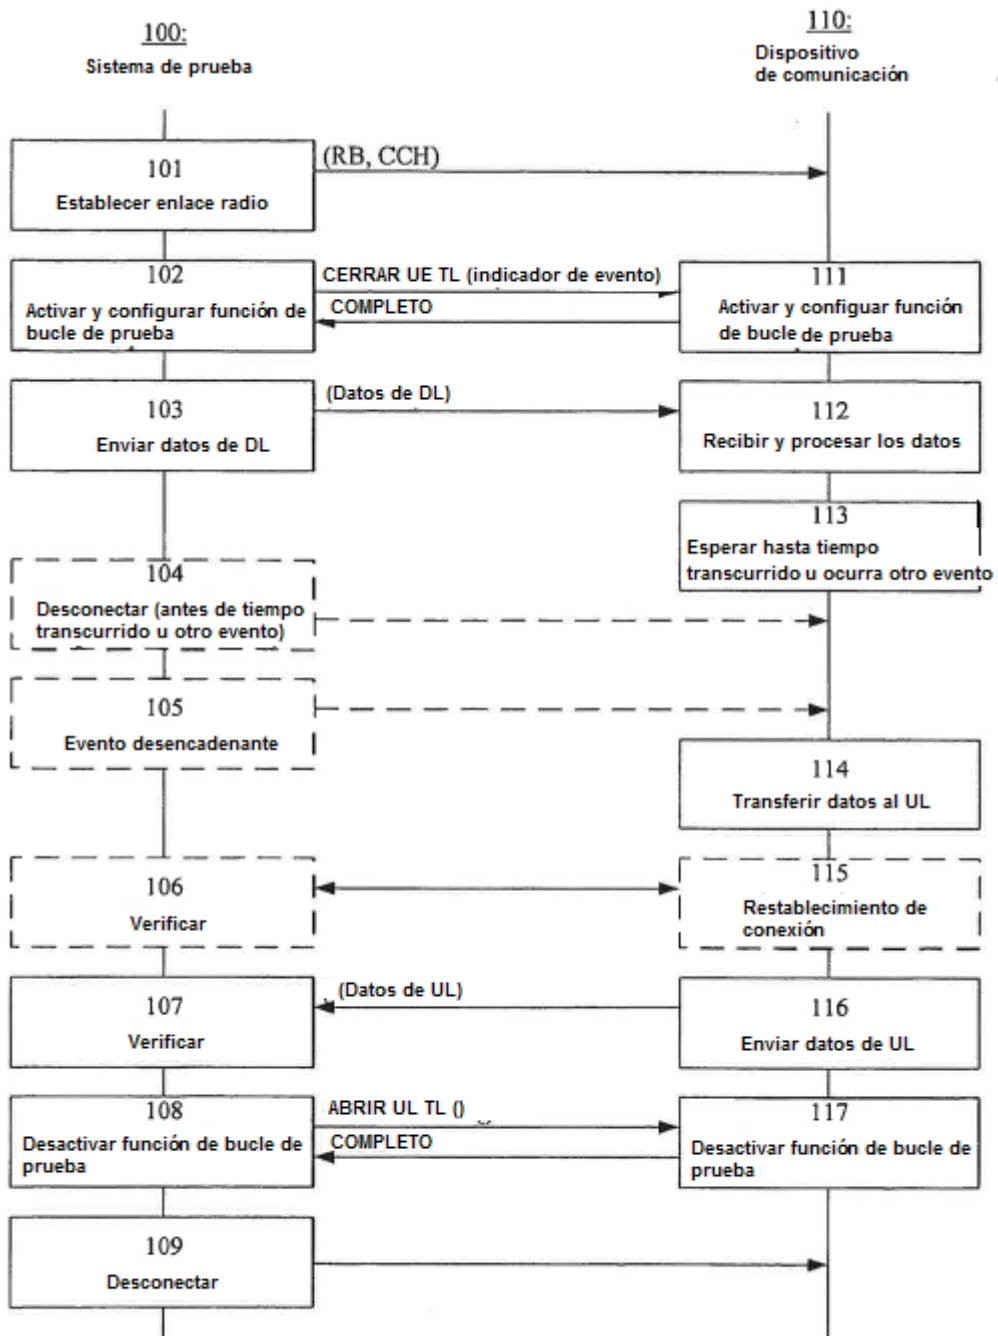 100:
Sistema de prueba
110:
Dispositivo
de comunicación
101
Establecer enlace radio
(RB, CCH)
102
Activar y configurar función de
bucle de prueba
CERRAR UE TL (indicador de evento)
COMPLETO
111
Activar y configuar función
de bucle de prueba
103
Enviar datos de DL
(Datos de DL)
112
Recibir y procesar los datos
113
Esperar hasta tiempo
transcurrido u ocurra otro evento
104
Desconectar (antes de tiempo
transcurrido u otro evento)
105
Evento desencadenante
114
Transferir datos al UL
106
Verificar
115
Restablecimiento de
conexión
107
Verificar
(Datos de UL)
116
Enviar datos de UL
108
Desactivar función de bucle de
prueba
ABRIR UL TL ()
COMPLETO
117
Desactivar función de bucle de
prueba
109
Desconectar